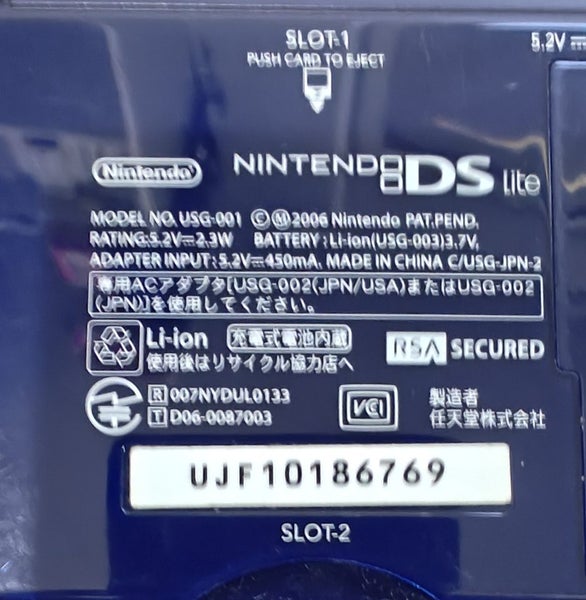 SLOT-1
PUSH CARD TO EJECT
5.2V⎓
Nintendo
NINTENDO DS Lite
MODEL NO. USG-001 ©Ⓜ2006 Nintendo PAT.PEND.
RATING:5.2V⎓2.3W BATTERY:Li-ion(USG-003)3.7V,
ADAPTER INPUT:5.2V⎓450mA. MADE IN CHINA C/USG-JPN-2
専用ACアダプタ[USG-002(JPN/USA)またはUSG-002
(JPN)]を使用してください。
Li-ion 充電式電池内蔵
使用後はリサイクル協力店へ
RSA SECURED
R 007NYDUL0133
T D06-0087003
VCI
製造者
任天堂株式会社
UJF10186769
SLOT-2